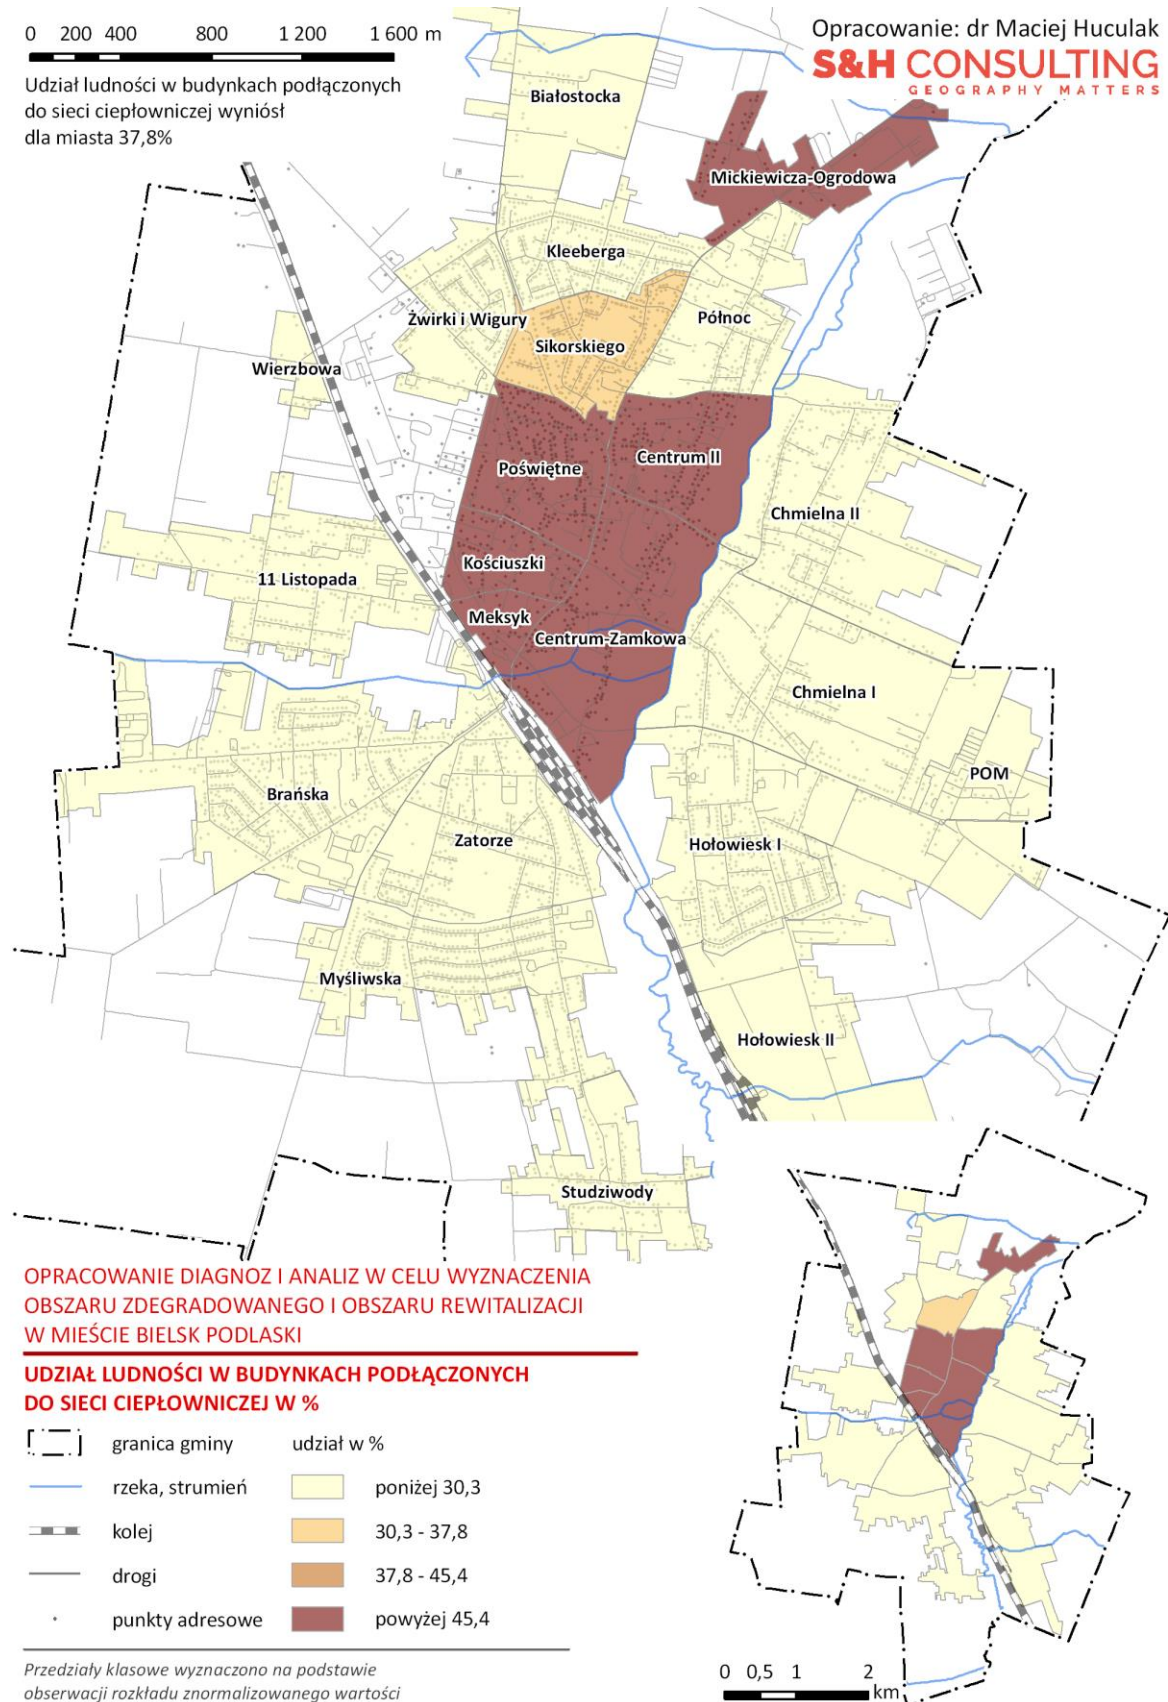 0 200 400 800 1 200 1 600 m
Udział ludności w budynkach podłączonych
do sieci ciepłowniczej wyniósł
dla miasta 37,8%
Opracowanie: dr Maciej Huculak
S&H CONSULTING
GEOGRAPHY MATTERS
Białostocka
Mickiewicza-Ogrodowa
Kleeberga
Żwirki i Wigury
Północ
Sikorskiego
Wierzbowa
Poświętne
Centrum II
Chmielna II
Kościuszki
11 Listopada
Meksyk
Centrum-Zamkowa
Chmielna I
POM
Brańska
Zatorze
Hołowiesk I
Myśliwska
Hołowiesk II
Studziwody
OPRACOWANIE DIAGNOZ I ANALIZ W CELU WYZNACZENIA
OBSZARU ZDEGRADOWANEGO I OBSZARU REWITALIZACJI
W MIEŚCIE BIELSK PODLASKI
UDZIAŁ LUDNOŚCI W BUDYNKACH PODŁĄCZONYCH
DO SIECI CIEPŁOWNICZEJ W %
granica gminy udział w %
rzeka, strumień poniżej 30,3
kolej 30,3 - 37,8
drogi 37,8 - 45,4
punkty adresowe powyżej 45,4
Przedziały klasowe wyznaczono na podstawie
obserwacji rozkładu znormalizowanego wartości
0 0,5 1 2
km